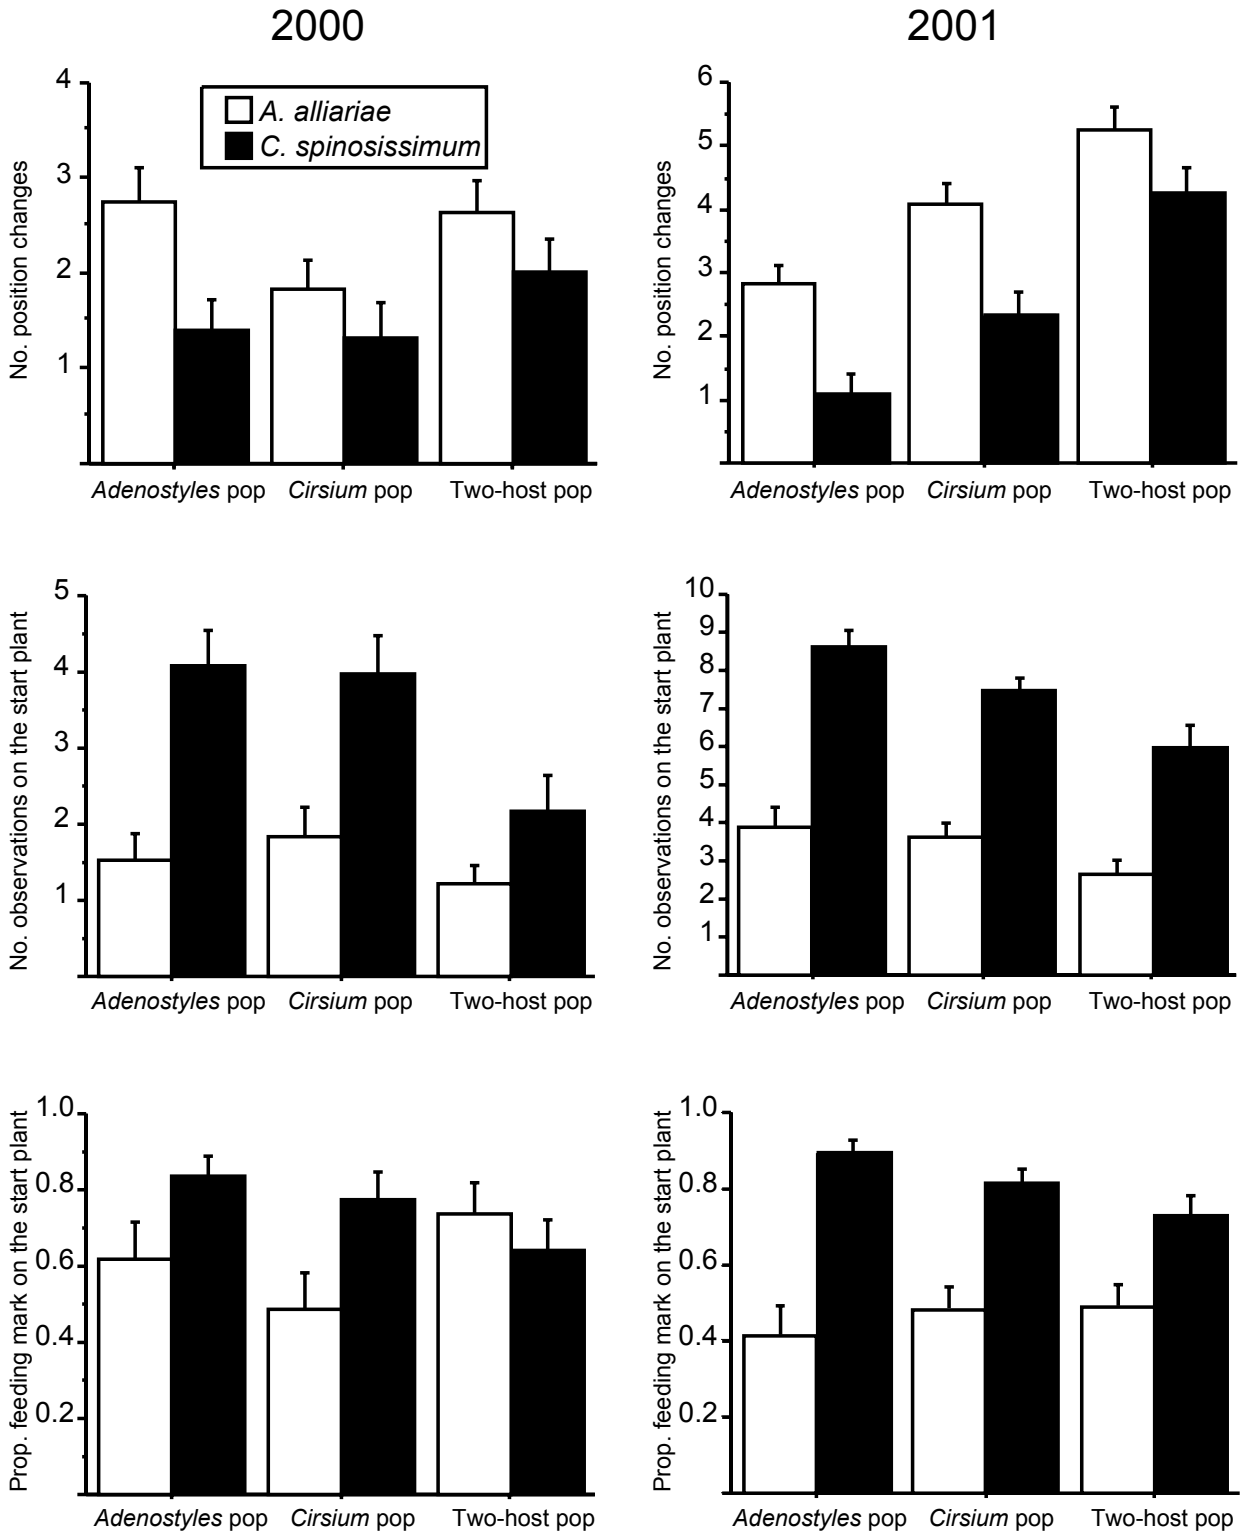 2000
2001
A. alliariae
C. spinosissimum
No. position changes
4
3
2
1
Adenostyles pop Cirsium pop Two-host pop
No. position changes
6
5
4
3
2
1
Adenostyles pop Cirsium pop Two-host pop
No. observations on the start plant
5
4
3
2
1
Adenostyles pop Cirsium pop Two-host pop
No. observations on the start plant
10
9
8
7
6
5
4
3
2
1
Adenostyles pop Cirsium pop Two-host pop
Prop. feeding mark on the start plant
1.0
0.8
0.6
0.4
0.2
Adenostyles pop Cirsium pop Two-host pop
Prop. feeding mark on the start plant
1.0
0.8
0.6
0.4
0.2
Adenostyles pop Cirsium pop Two-host pop